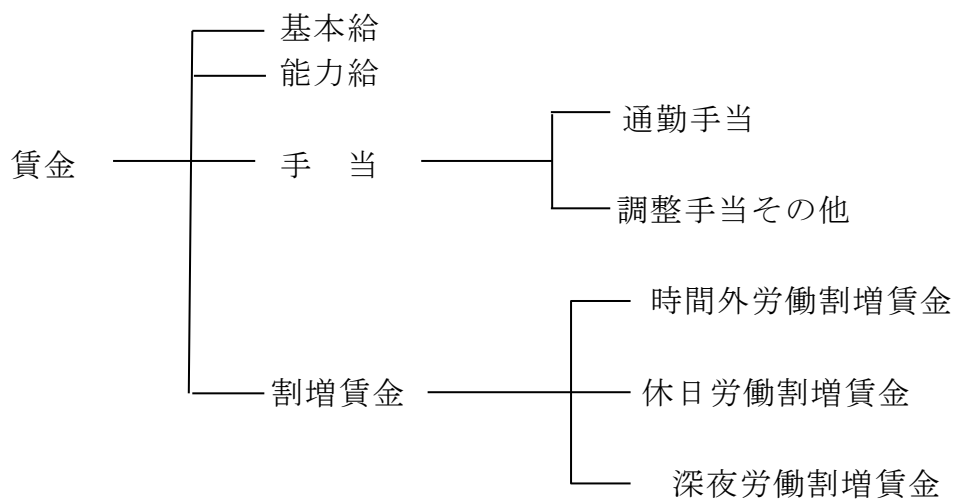 賃金
基本給
能力給
手　当
通勤手当
調整手当その他
割増賃金
時間外労働割増賃金
休日労働割増賃金
深夜労働割増賃金